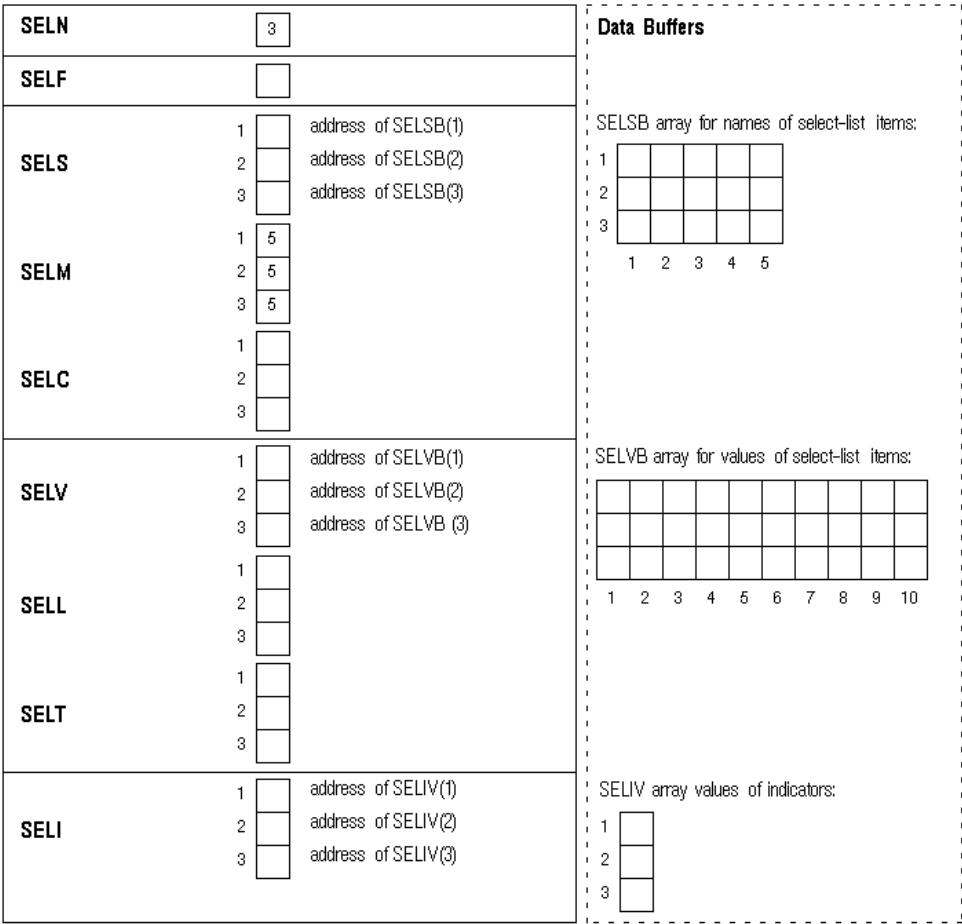 SELN 3
SELF
SELS
1 address of SELSB(1)
2 address of SELSB(2)
3 address of SELSB(3)
SELM
1 5
2 5
3 5
SELC
1
2
3
SELV
1 address of SELVB(1)
2 address of SELVB(2)
3 address of SELVB (3)
SELL
1
2
3
SELT
1
2
3
SELI
1 address of SELIV(1)
2 address of SELIV(2)
3 address of SELIV(3)
Data Buffers
SELSB array for names of select-list items:
1
2
3
1 2 3 4 5
SELVB array for values of select-list items:
1 2 3 4 5 6 7 8 9 10
SELIV array values of indicators:
1
2
3